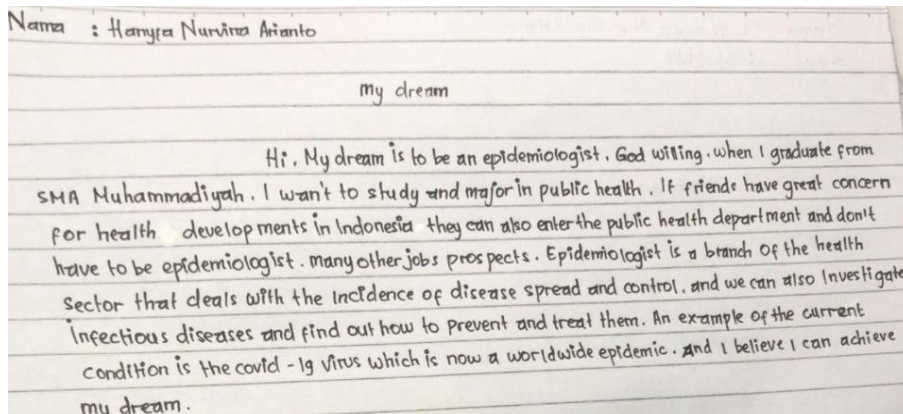 Nama : Hanyca Nurvina Arianto
My dream
Hi, My dream is to be an epidemiologist. God willing. when I graduate from
SMA Muhammadiyah. I wan't to study and major in public health. If friends have great concern
for health developments in Indonesia they can also enter the public health department and don't
have to be epidemiologist. many other jobs prospects. Epidemiologist is a branch of the health
sector that deals with the incidence of disease spread and control. and we can also Investigate
infectious diseases and find out how to prevent and treat them. An example of the current
condition is the covid -19 virus which is now a worldwide epidemic. And I believe I can achieve
my dream.